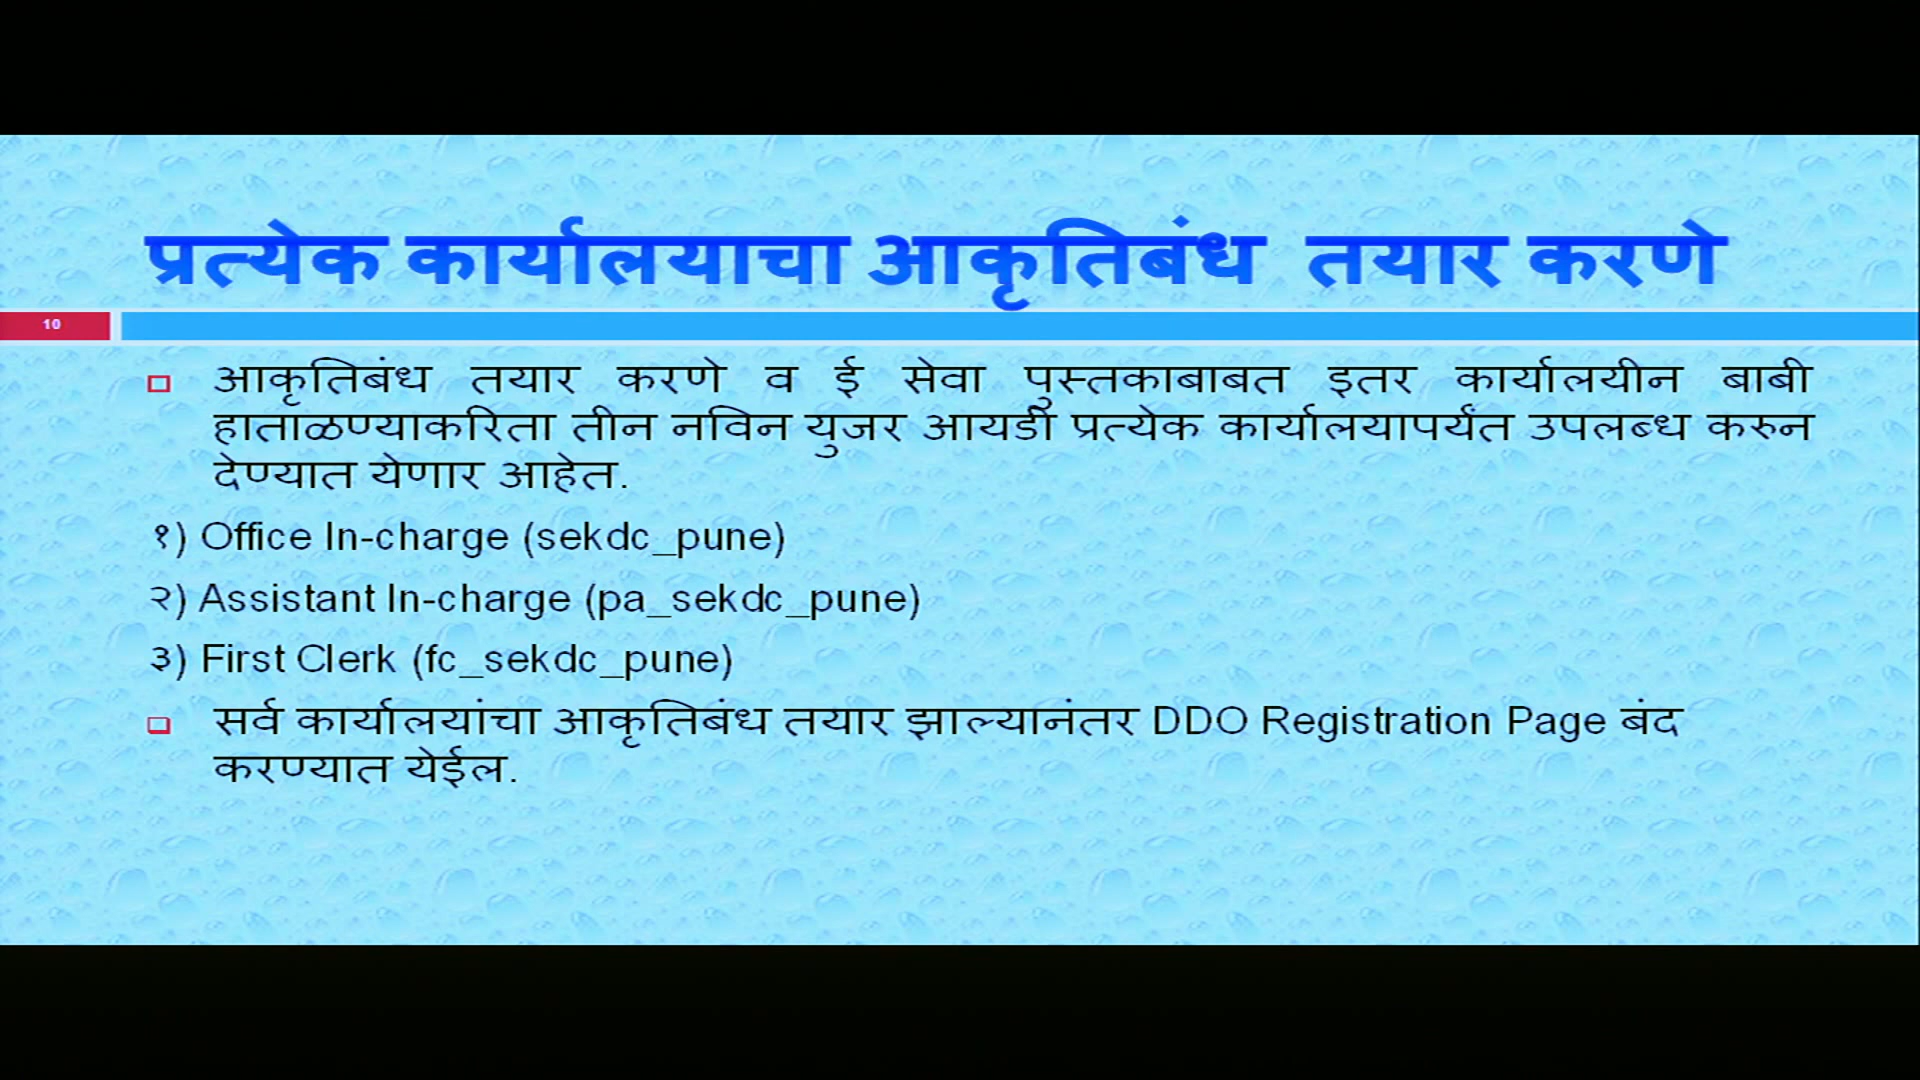 प्रत्येक कार्यालयाचा आकृतिबंध तयार करणे
10
आकृतिबंध तयार करणे व ई सेवा पुस्तकाबाबत इतर कार्यालयीन बाबी
हाताळण्याकरिता तीन नविन युजर आयडी प्रत्येक कार्यालयापर्यंत उपलब्ध करुन
देण्यात येणार आहेत.
१) Office In-charge (sekdc_pune)
२) Assistant In-charge (pa_sekdc_pune)
३) First Clerk (fc_sekdc_pune)
सर्व कार्यालयांचा आकृतिबंध तयार झाल्यानंतर DDO Registration Page बंद
करण्यात येईल.